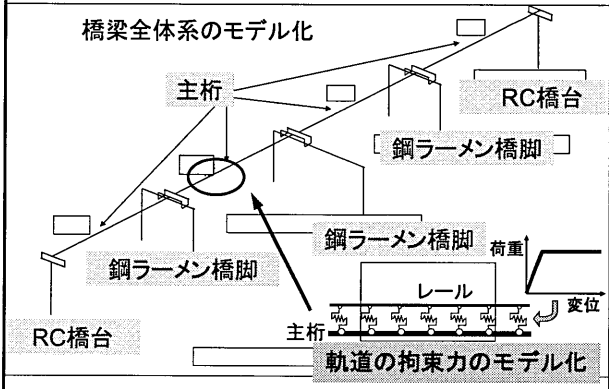 橋梁全体系のモデル化
主桁
RC橋台
鋼ラーメン橋脚
鋼ラーメン橋脚
鋼ラーメン橋脚
RC橋台
荷重
変位
レール
主桁
軌道の拘束力のモデル化